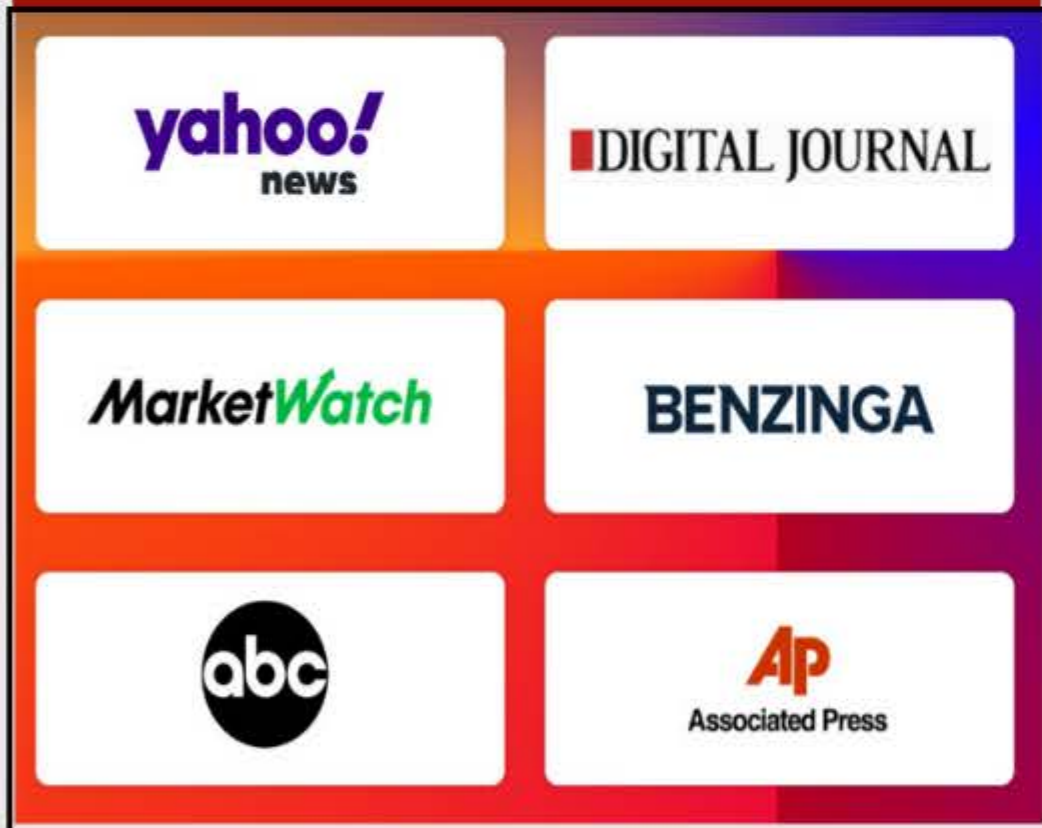 yahoo!
news
DIGITAL JOURNAL
MarketWatch
BENZINGA
abc
AP
Associated Press